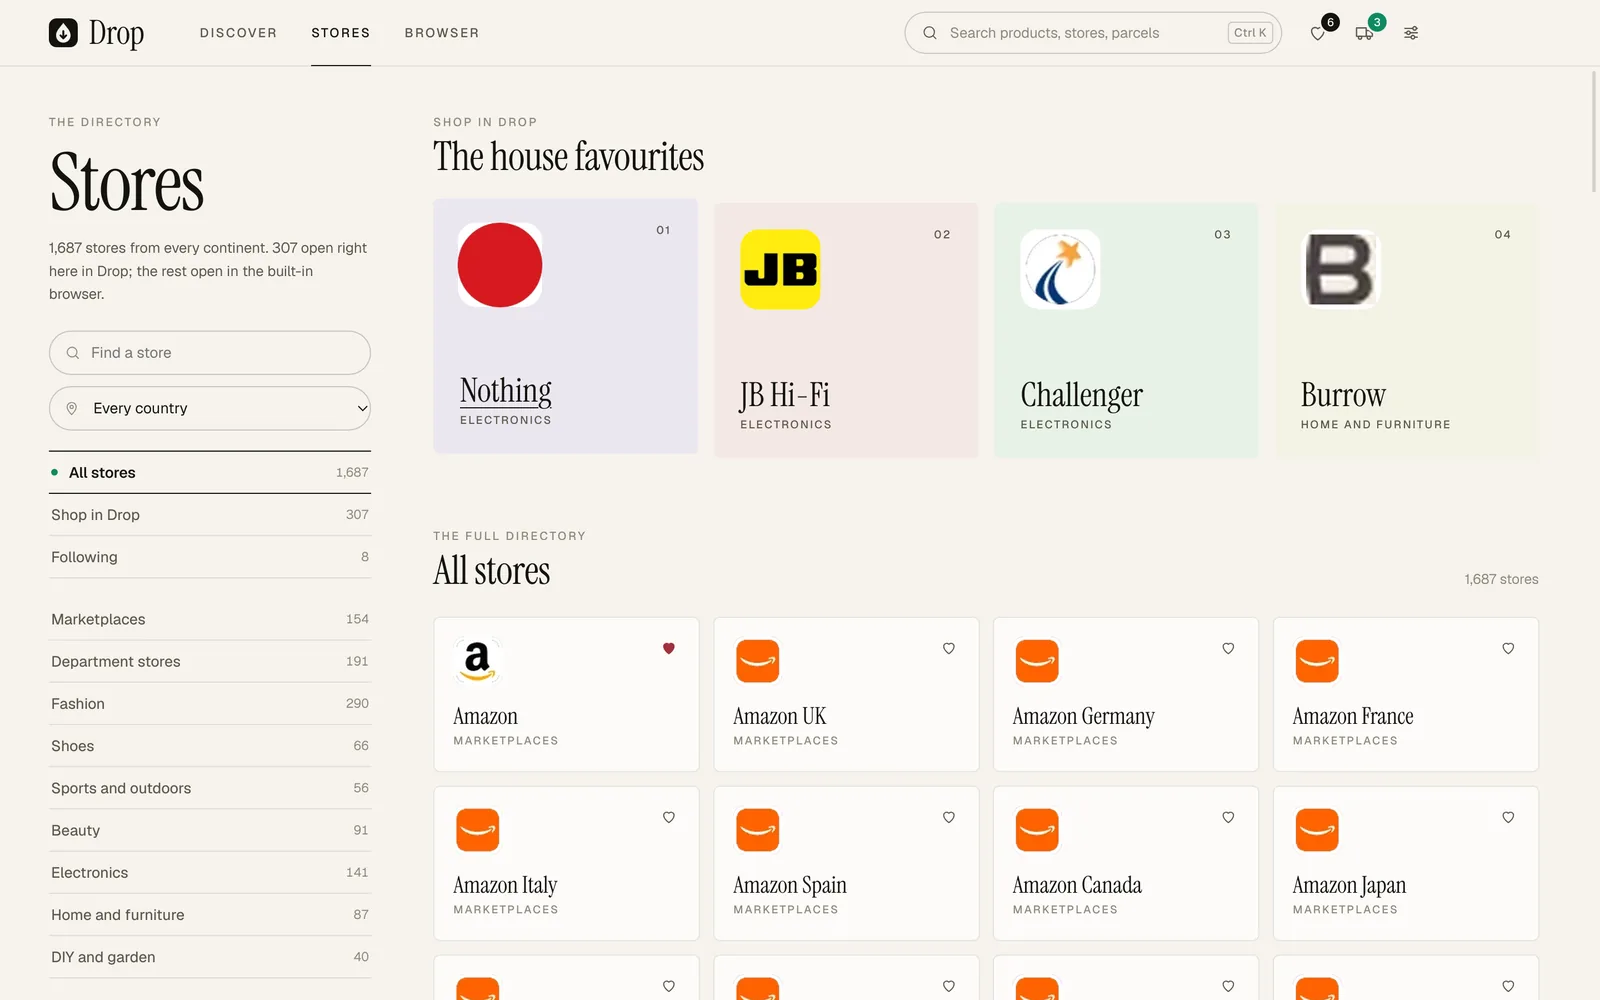 Drop
DISCOVER
STORES
BROWSER
Search products, stores, parcels
Ctrl K
6
3
THE DIRECTORY
Stores
1,687 stores from every continent. 307 open right
here in Drop; the rest open in the built-in
browser.
Find a store
Every country
All stores 1,687
Shop in Drop 307
Following 8
Marketplaces 154
Department stores 191
Fashion 290
Shoes 66
Sports and outdoors 56
Beauty 91
Electronics 141
Home and furniture 87
DIY and garden 40
SHOP IN DROP
The house favourites
01
Nothing
ELECTRONICS
02
JB
JB Hi-Fi
ELECTRONICS
03
Challenger
ELECTRONICS
04
B
Burrow
HOME AND FURNITURE
THE FULL DIRECTORY
All stores
1,687 stores
a
Amazon
MARKETPLACES
Amazon UK
MARKETPLACES
Amazon Germany
MARKETPLACES
Amazon France
MARKETPLACES
Amazon Italy
MARKETPLACES
Amazon Spain
MARKETPLACES
Amazon Canada
MARKETPLACES
Amazon Japan
MARKETPLACES